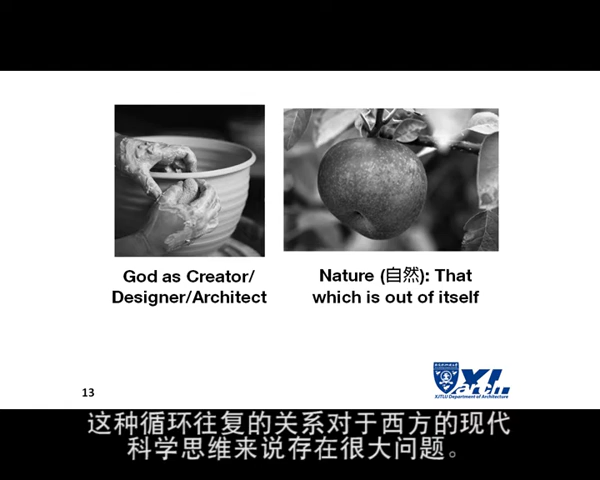 God as Creator/
Designer/Architect
Nature (自然): That
which is out of itself
XJ
arch.
XJTLU Department of Architecture
13
这种循环往复的关系对于西方的现代
科学思维来说存在很大问题。